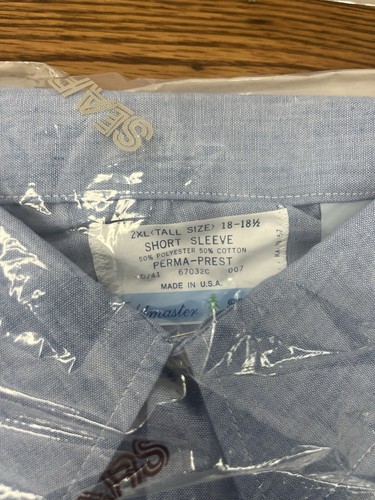 SEARS
2XL (TALL SIZE) 18-18½
SHORT SLEEVE
50% POLYESTER 50% COTTON
PERMA-PREST
67032C 007
MADE IN U.S.A.